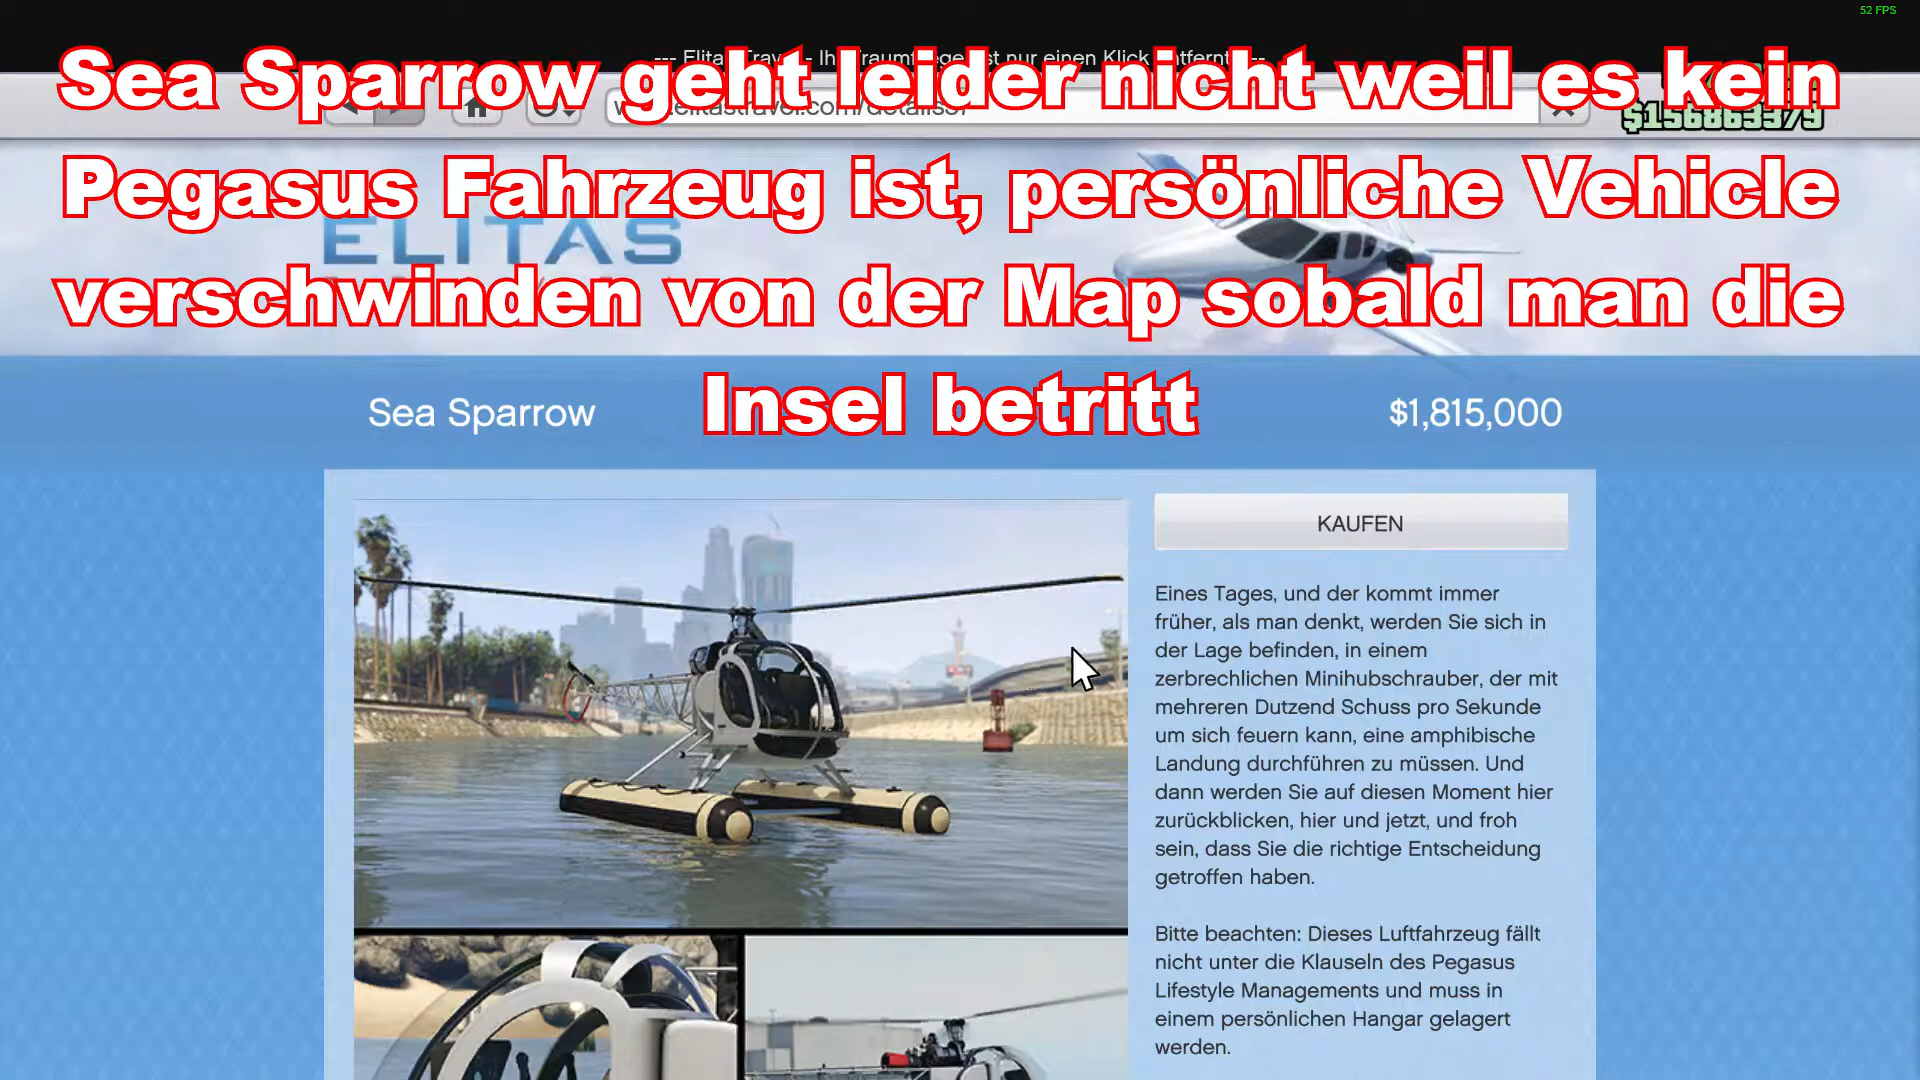 52 FPS
Sea Sparrow geht leider nicht weil es kein
$156863379
Pegasus Fahrzeug ist, persönliche Vehicle
ELITAS
verschwinden von der Map sobald man die
Insel betritt
Sea Sparrow
$1,815,000
KAUFEN
Eines Tages, und der kommt immer
früher, als man denkt, werden Sie sich in
der Lage befinden, in einem
zerbrechlichen Minihubschrauber, der mit
mehreren Dutzend Schuss pro Sekunde
um sich feuern kann, eine amphibische
Landung durchführen zu müssen. Und
dann werden Sie auf diesen Moment hier
zurückblicken, hier und jetzt, und froh
sein, dass Sie die richtige Entscheidung
getroffen haben.
Bitte beachten: Dieses Luftfahrzeug fällt
nicht unter die Klauseln des Pegasus
Lifestyle Managements und muss in
einem persönlichen Hangar gelagert
werden.